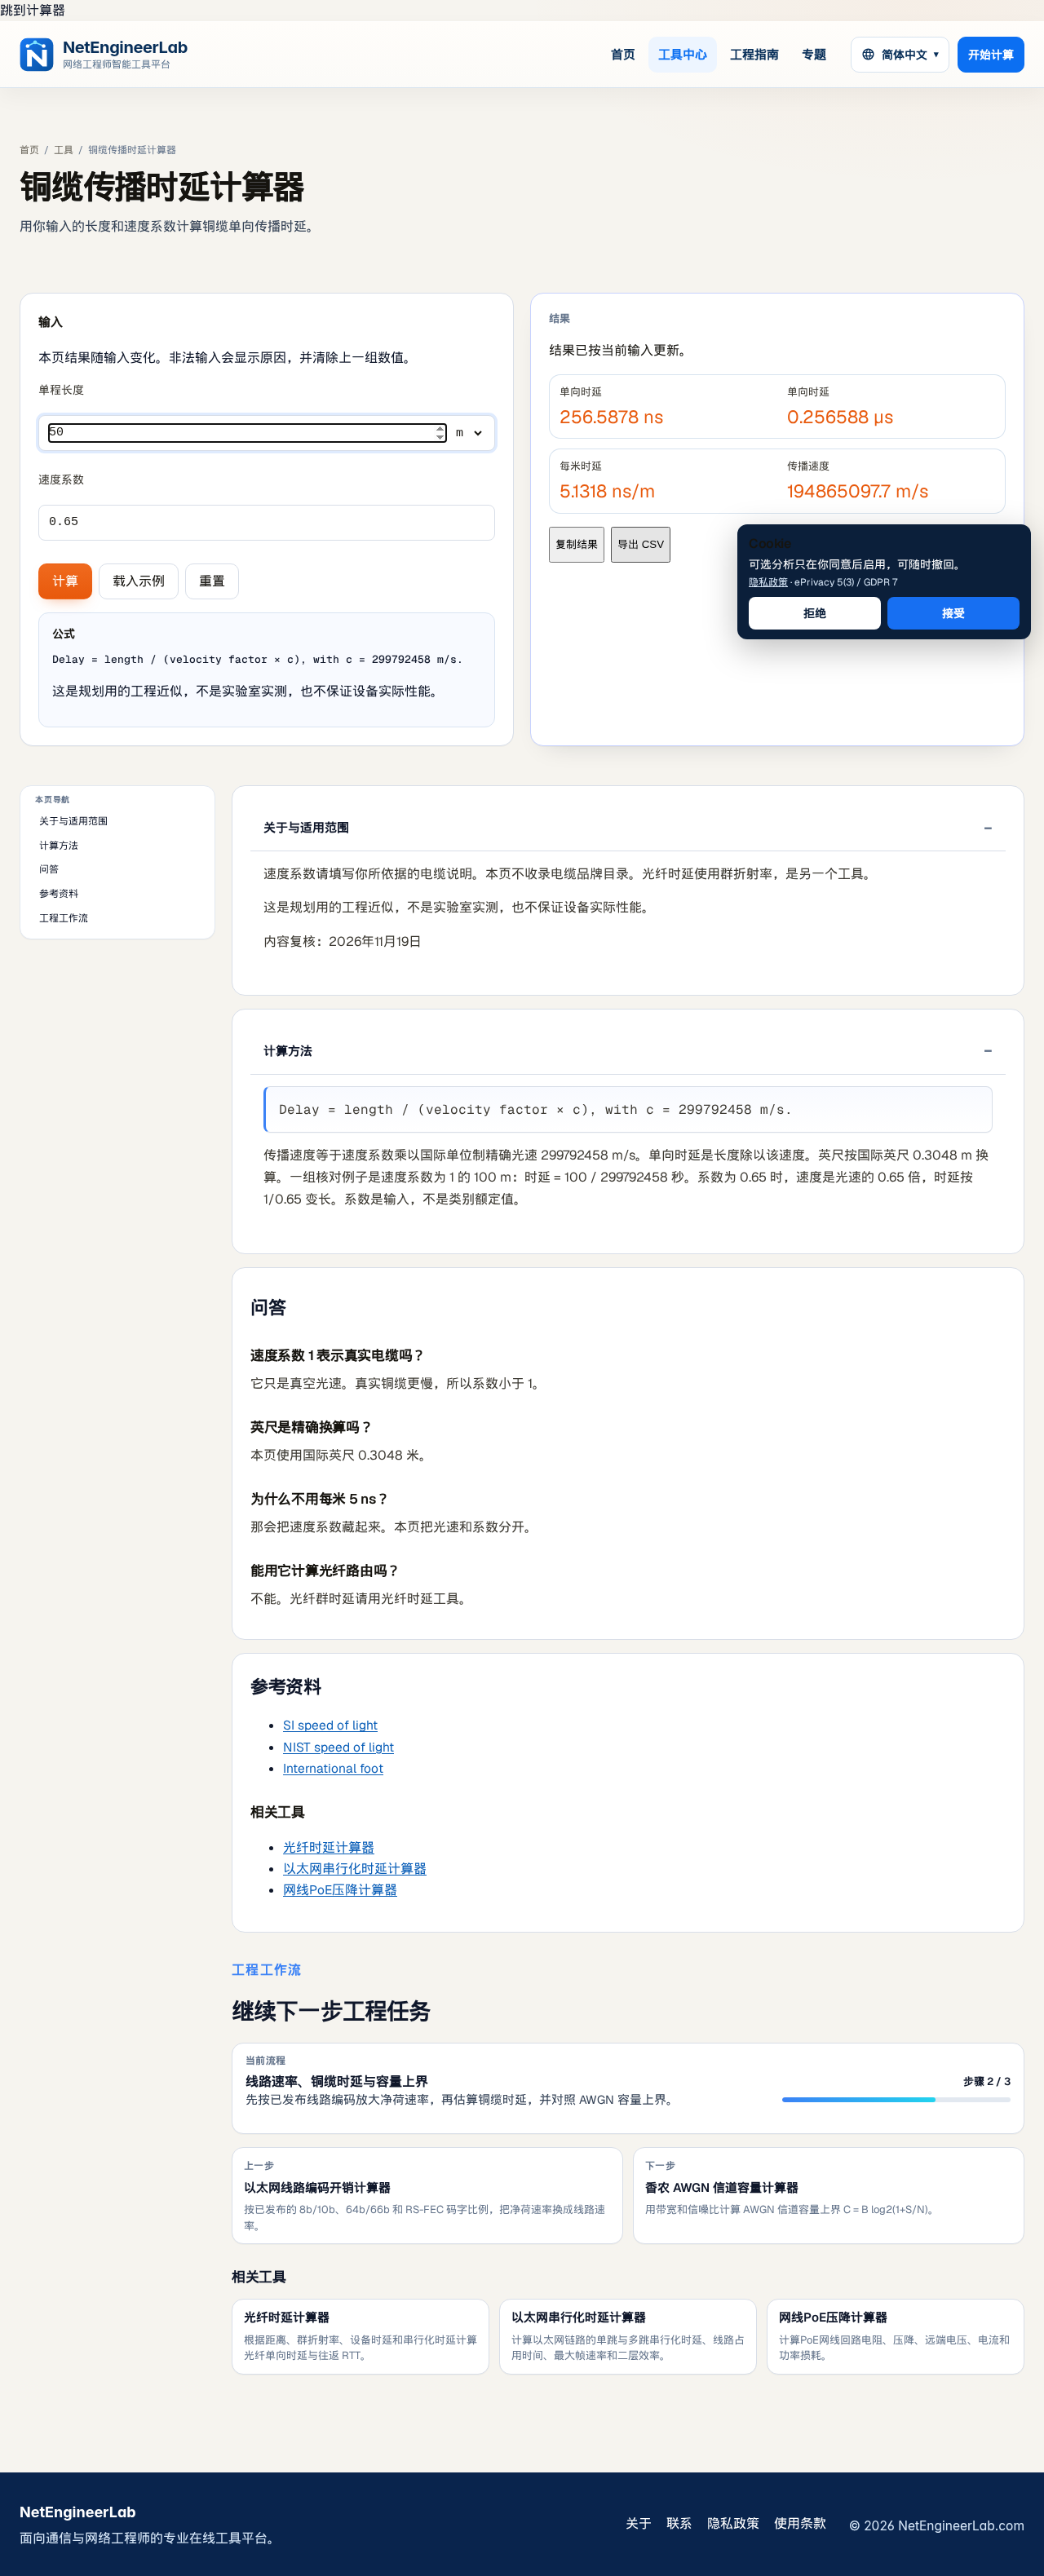 跳到计算器
NetEngineerLab
网络工程师智能工具平台
首页
工具中心
工程指南
专题
简体中文 ▾
开始计算
首页 / 工具 / 铜缆传播时延计算器
铜缆传播时延计算器
用你输入的长度和速度系数计算铜缆单向传播时延。
输入
本页结果随输入变化。非法输入会显示原因，并清除上一组数值。
单程长度
50
m
速度系数
0.65
计算
载入示例
重置
公式
Delay = length / (velocity factor × c), with c = 299792458 m/s.
这是规划用的工程近似，不是实验室实测，也不保证设备实际性能。
结果
结果已按当前输入更新。
单向时延
256.5878 ns
单向时延
0.256588 µs
每米时延
5.1318 ns/m
传播速度
194865097.7 m/s
复制结果
导出 CSV
Cookie
可选分析只在你同意后启用，可随时撤回。
隐私政策 · ePrivacy 5(3) / GDPR 7
拒绝
接受
本页导航
关于与适用范围
计算方法
问答
参考资料
工程工作流
关于与适用范围
−
速度系数请填写你所依据的电缆说明。本页不收录电缆品牌目录。光纤时延使用群折射率，是另一个工具。
这是规划用的工程近似，不是实验室实测，也不保证设备实际性能。
内容复核：2026年11月19日
计算方法
−
Delay = length / (velocity factor × c), with c = 299792458 m/s.
传播速度等于速度系数乘以国际单位制精确光速 299792458 m/s。单向时延是长度除以该速度。英尺按国际英尺 0.3048 m 换
算。一组核对例子是速度系数为 1 的 100 m：时延 = 100 / 299792458 秒。系数为 0.65 时，速度是光速的 0.65 倍，时延按
1/0.65 变长。系数是输入，不是类别额定值。
问答
速度系数 1 表示真实电缆吗？
它只是真空光速。真实铜缆更慢，所以系数小于 1。
英尺是精确换算吗？
本页使用国际英尺 0.3048 米。
为什么不用每米 5 ns？
那会把速度系数藏起来。本页把光速和系数分开。
能用它计算光纤路由吗？
不能。光纤群时延请用光纤时延工具。
参考资料
SI speed of light
NIST speed of light
International foot
相关工具
光纤时延计算器
以太网串行化时延计算器
网线PoE压降计算器
工程工作流
继续下一步工程任务
当前流程
线路速率、铜缆时延与容量上界
先按已发布线路编码放大净荷速率，再估算铜缆时延，并对照 AWGN 容量上界。
步骤 2 / 3
上一步
以太网线路编码开销计算器
按已发布的 8b/10b、64b/66b 和 RS-FEC 码字比例，把净荷速率换成线路速
率。
下一步
香农 AWGN 信道容量计算器
用带宽和信噪比计算 AWGN 信道容量上界 C = B log2(1+S/N)。
相关工具
光纤时延计算器
根据距离、群折射率、设备时延和串行化时延计算
光纤单向时延与往返 RTT。
以太网串行化时延计算器
计算以太网链路的单跳与多跳串行化时延、线路占
用时间、最大帧速率和二层效率。
网线PoE压降计算器
计算PoE网线回路电阻、压降、远端电压、电流和
功率损耗。
NetEngineerLab
面向通信与网络工程师的专业在线工具平台。
关于
联系
隐私政策
使用条款
© 2026 NetEngineerLab.com